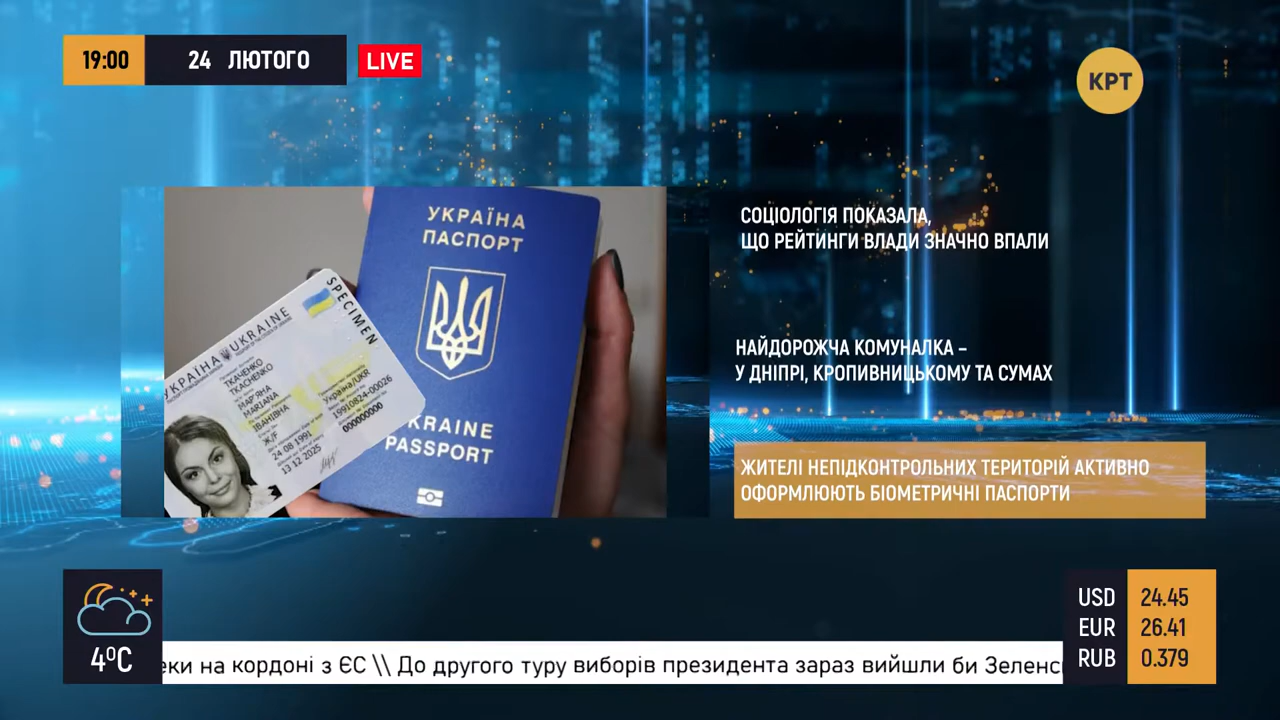 19:00
24 ЛЮТОГО
LIVE
КРТ
УКРАЇНА
ПАСПОРТ
SPECIMEN
УКРАЇНА UKRAINE
ТКАЧЕНКО
TKACHENKO
МАР'ЯНА
MARIANA
ІВАНІВНА
Ж/F
Україна/UKR
24 08 1991
19910824-00026
13 12 2025
000000000
UKRAINE
PASSPORT
СОЦІОЛОГІЯ ПОКАЗАЛА,
ЩО РЕЙТИНГИ ВЛАДИ ЗНАЧНО ВПАЛИ
НАЙДОРОЖЧА КОМУНАЛКА –
У ДНІПРІ, КРОПИВНИЦЬКОМУ ТА СУМАХ
ЖИТЕЛІ НЕПІДКОНТРОЛЬНИХ ТЕРИТОРІЙ АКТИВНО
ОФОРМЛЮЮТЬ БІОМЕТРИЧНІ ПАСПОРТИ
4⁰C
еки на кордоні з ЄС \\ До другого туру виборів президента зараз вийшли би Зеленс
USD 24.45
EUR 26.41
RUB 0.379